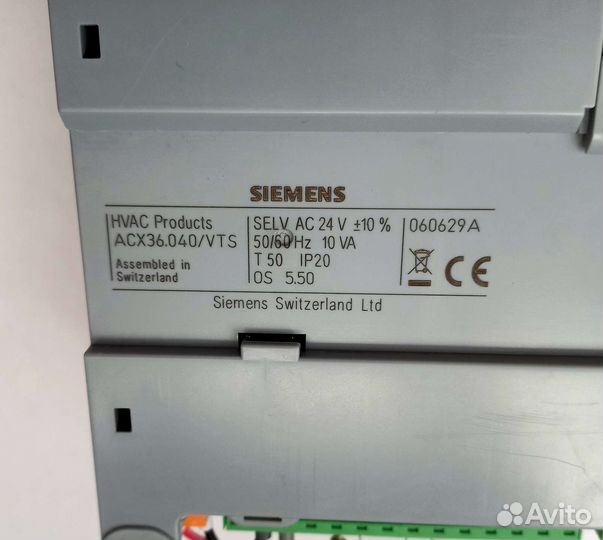 SIEMENS
HVAC Products
ACX36.040/VTS
Assembled in
Switzerland
SELV AC 24 V ±10 %
50/60 Hz 10 VA
T 50 IP20
OS 5.50
060629A
CE
Siemens Switzerland Ltd
Avito